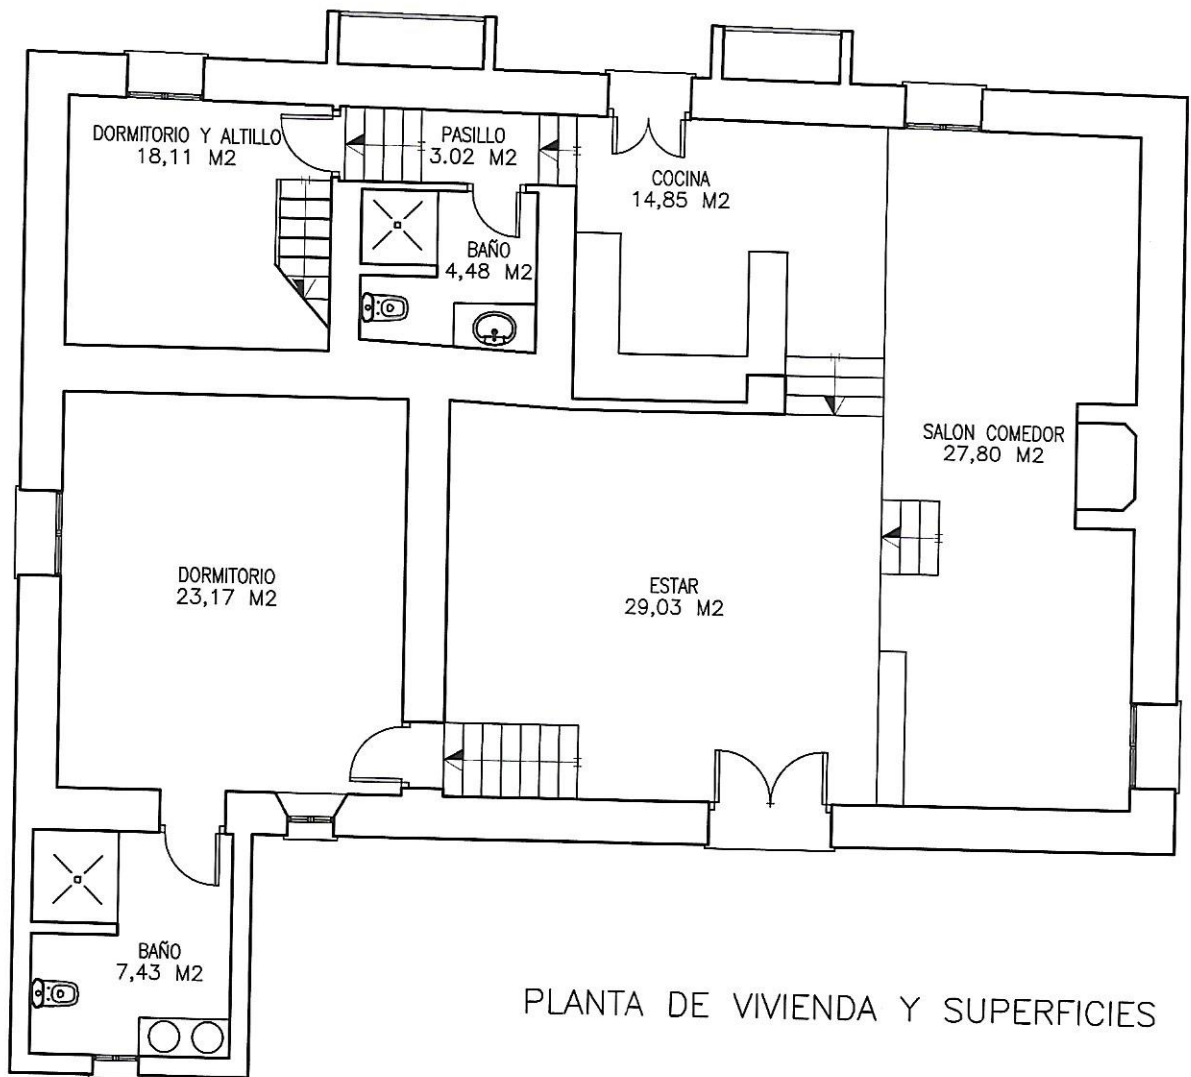 DORMITORIO Y ALTILLO
18,11 M2
PASILLO
3.02 M2
COCINA
14,85 M2
BAÑO
4,48 M2
SALON COMEDOR
27,80 M2
DORMITORIO
23,17 M2
ESTAR
29,03 M2
BAÑO
7,43 M2
PLANTA DE VIVIENDA Y SUPERFICIES